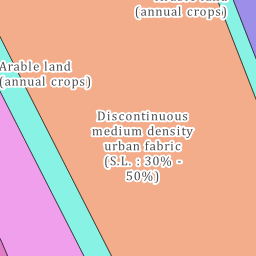 (annual crops)
Arable land
(annual crops)
Discontinuous
medium density
urban fabric
(S.L. : 30% -
50%)